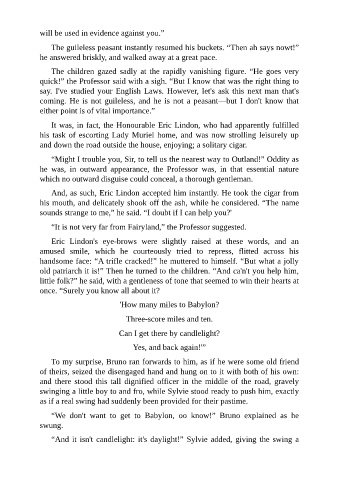 will be used in evidence against you.”
The guileless peasant instantly resumed his buckets. “Then ah says nowt!”
he answered briskly, and walked away at a great pace.
The children gazed sadly at the rapidly vanishing figure. “He goes very
quick!” the Professor said with a sigh. “But I know that was the right thing to
say. I've studied your English Laws. However, let's ask this next man that's
coming. He is not guileless, and he is not a peasant—but I don't know that
either point is of vital importance.”
It was, in fact, the Honourable Eric Lindon, who had apparently fulfilled
his task of escorting Lady Muriel home, and was now strolling leisurely up
and down the road outside the house, enjoying; a solitary cigar.
“Might I trouble you, Sir, to tell us the nearest way to Outland!” Oddity as
he was, in outward appearance, the Professor was, in that essential nature
which no outward disguise could conceal, a thorough gentleman.
And, as such, Eric Lindon accepted him instantly. He took the cigar from
his mouth, and delicately shook off the ash, while he considered. “The name
sounds strange to me,” he said. “I doubt if I can help you?'
“It is not very far from Fairyland,” the Professor suggested.
Eric Lindon's eye-brows were slightly raised at these words, and an
amused smile, which he courteously tried to repress, flitted across his
handsome face: “A trifle cracked!” he muttered to himself. “But what a jolly
old patriarch it is!” Then he turned to the children. “And ca'n't you help him,
little folk?” he said, with a gentleness of tone that seemed to win their hearts at
once. “Surely you know all about it?
'How many miles to Babylon?
Three-score miles and ten.
Can I get there by candlelight?
Yes, and back again!'”
To my surprise, Bruno ran forwards to him, as if he were some old friend
of theirs, seized the disengaged hand and hung on to it with both of his own:
and there stood this tall dignified officer in the middle of the road, gravely
swinging a little boy to and fro, while Sylvie stood ready to push him, exactly
as if a real swing had suddenly been provided for their pastime.
“We don't want to get to Babylon, oo know!” Bruno explained as he
swung.
“And it isn't candlelight: it's daylight!” Sylvie added, giving the swing a